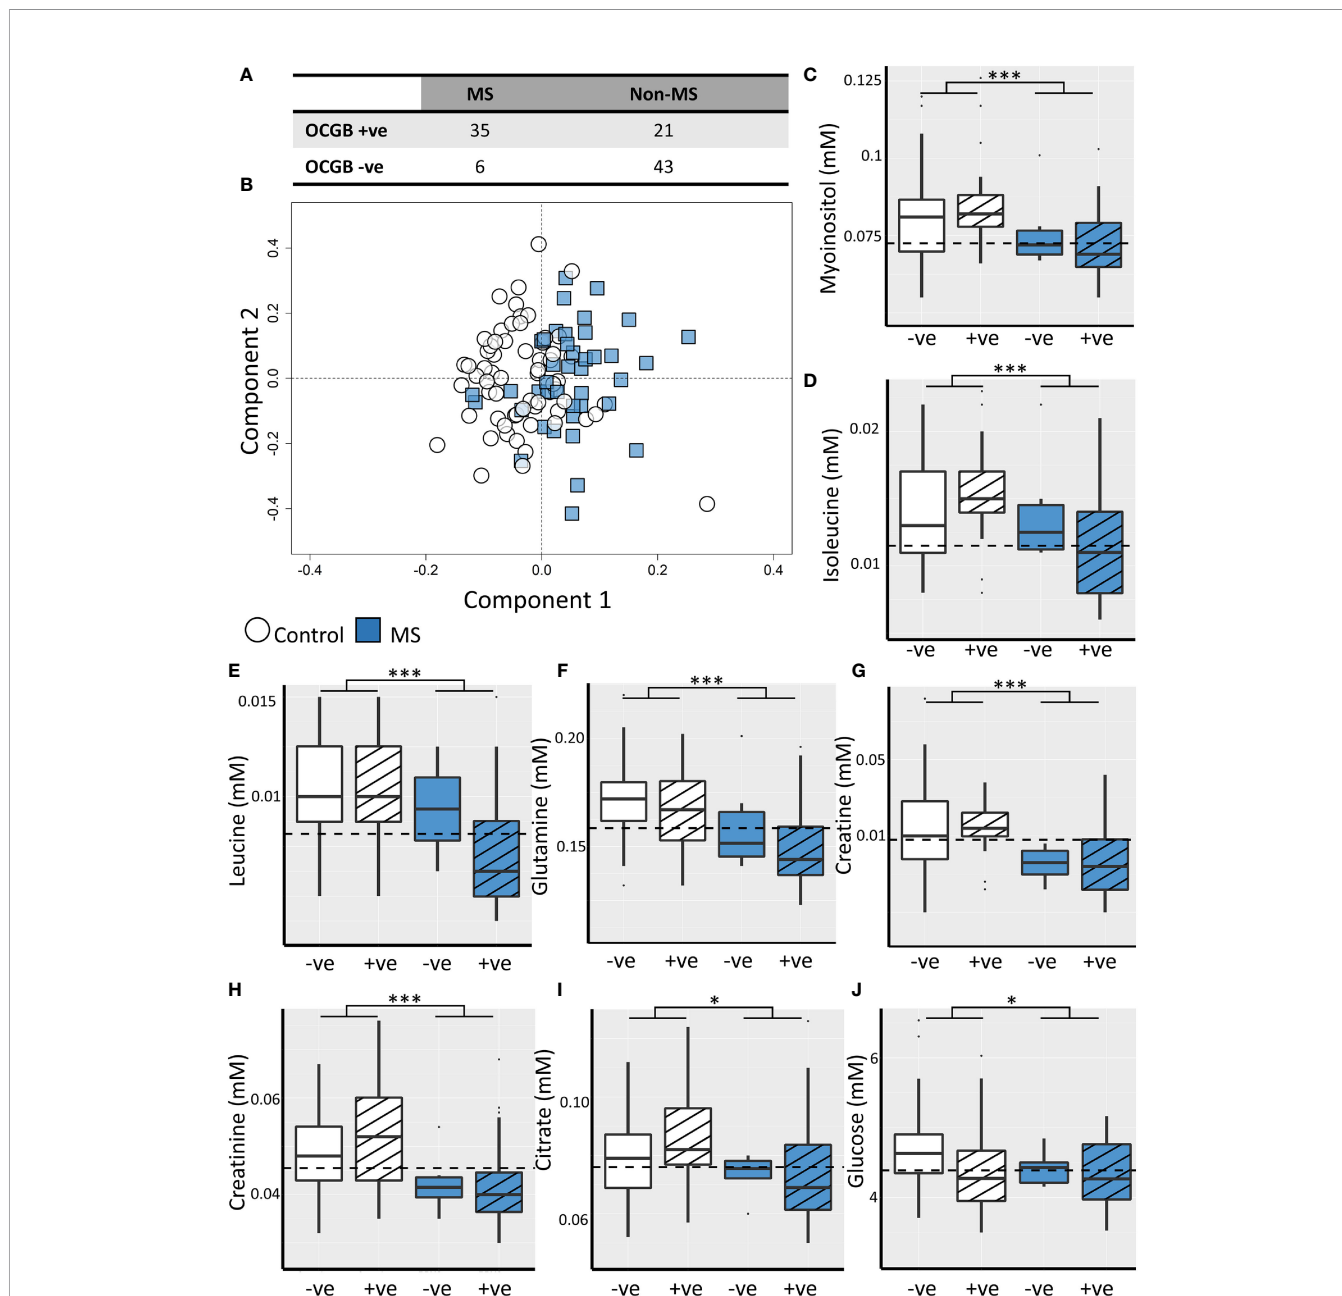 A
MS Non-MS
OCGB +ve 35 21
OCGB -ve 6 43
B
Component 2
0.4
0.2
0.0
-0.2
-0.4
-0.4 -0.2 0.0 0.2 0.4
Component 1
Control MS
C
***
Myoinositol (mM)
0.125
0.1
0.075
-ve +ve -ve +ve
D
***
Isoleucine (mM)
0.02
0.01
-ve +ve -ve +ve
E
***
Leucine (mM)
0.015
0.01
-ve +ve -ve +ve
F
***
Glutamine (mM)
0.20
0.15
-ve +ve -ve +ve
G
***
Creatine (mM)
0.05
0.01
-ve +ve -ve +ve
H
***
Creatinine (mM)
0.06
0.04
-ve +ve -ve +ve
I
*
Citrate (mM)
0.10
0.06
-ve +ve -ve +ve
J
*
Glucose (mM)
6
4
-ve +ve -ve +ve